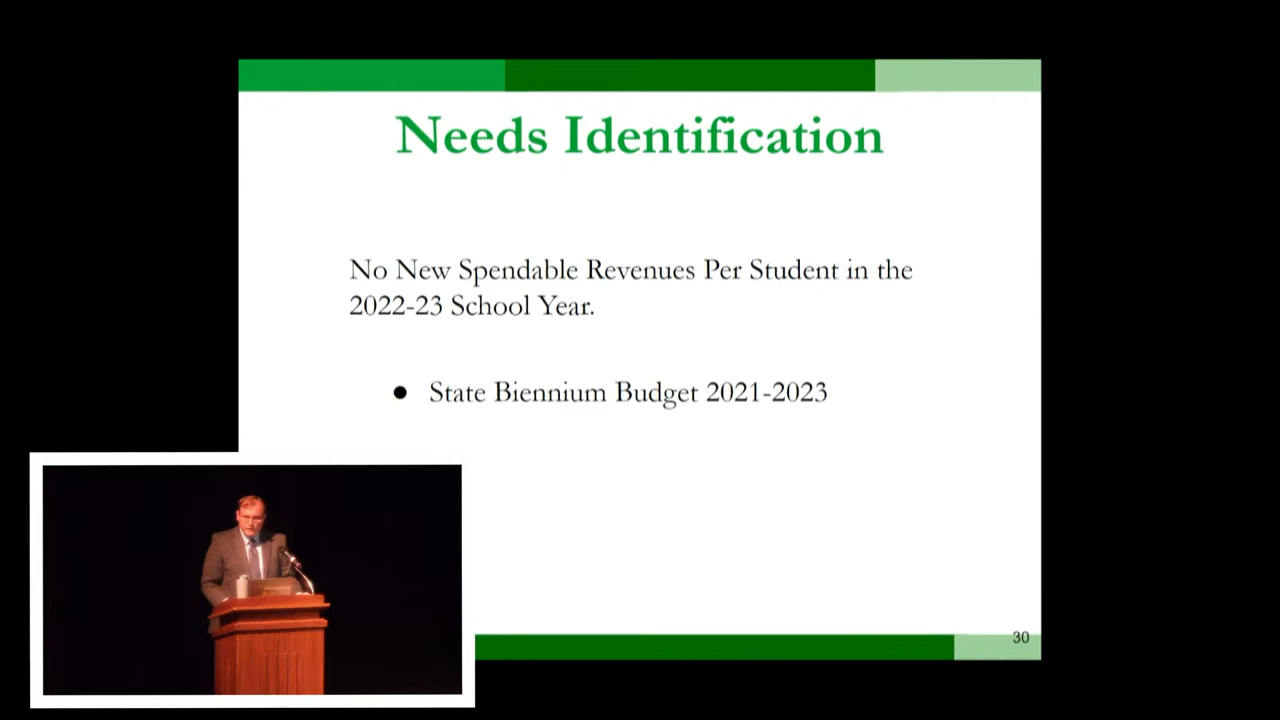 Needs Identification
No New Spendable Revenues Per Student in the
2022-23 School Year.
● State Biennium Budget 2021-2023
30